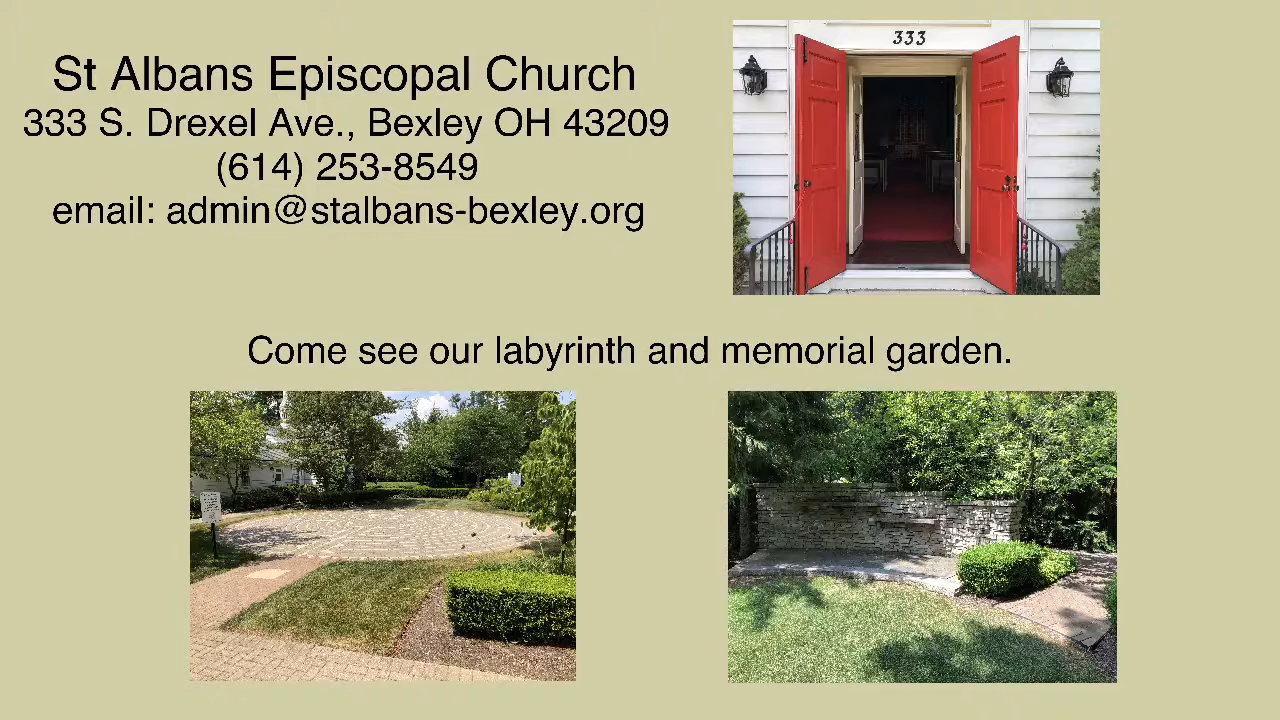 St Albans Episcopal Church
333 S. Drexel Ave., Bexley OH 43209
(614) 253-8549
email: admin@stalbans-bexley.org
333
Come see our labyrinth and memorial garden.